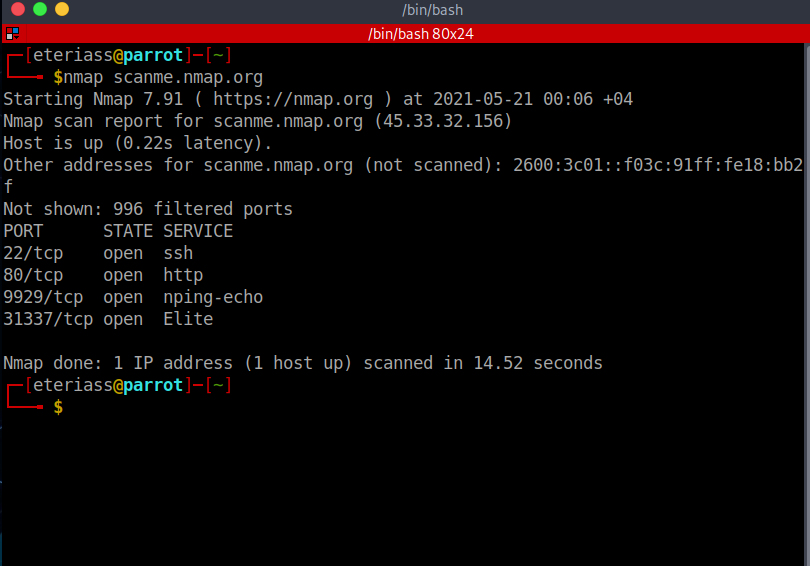 /bin/bash
/bin/bash 80x24
┌─[eteriass@parrot]─[~]
└──╼ $nmap scanme.nmap.org
Starting Nmap 7.91 ( https://nmap.org ) at 2021-05-21 00:06 +04
Nmap scan report for scanme.nmap.org (45.33.32.156)
Host is up (0.22s latency).
Other addresses for scanme.nmap.org (not scanned): 2600:3c01::f03c:91ff:fe18:bb2
f
Not shown: 996 filtered ports
PORT      STATE SERVICE
22/tcp    open  ssh
80/tcp    open  http
9929/tcp  open  nping-echo
31337/tcp open  Elite
Nmap done: 1 IP address (1 host up) scanned in 14.52 seconds
┌─[eteriass@parrot]─[~]
└──╼ $